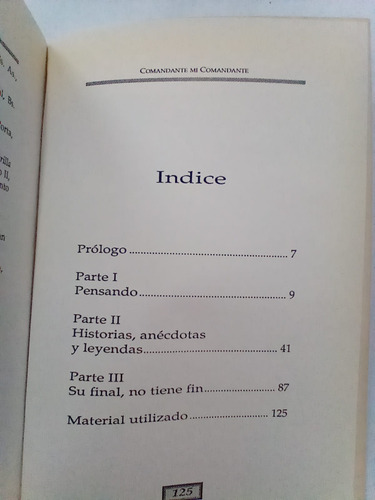 COMANDANTE MI COMANDANTE
Indice
Prólogo 7
Parte I
Pensando 9
Parte II
Historias, anécdotas
y leyendas 41
Parte III
Su final, no tiene fin 87
Material utilizado 125
125